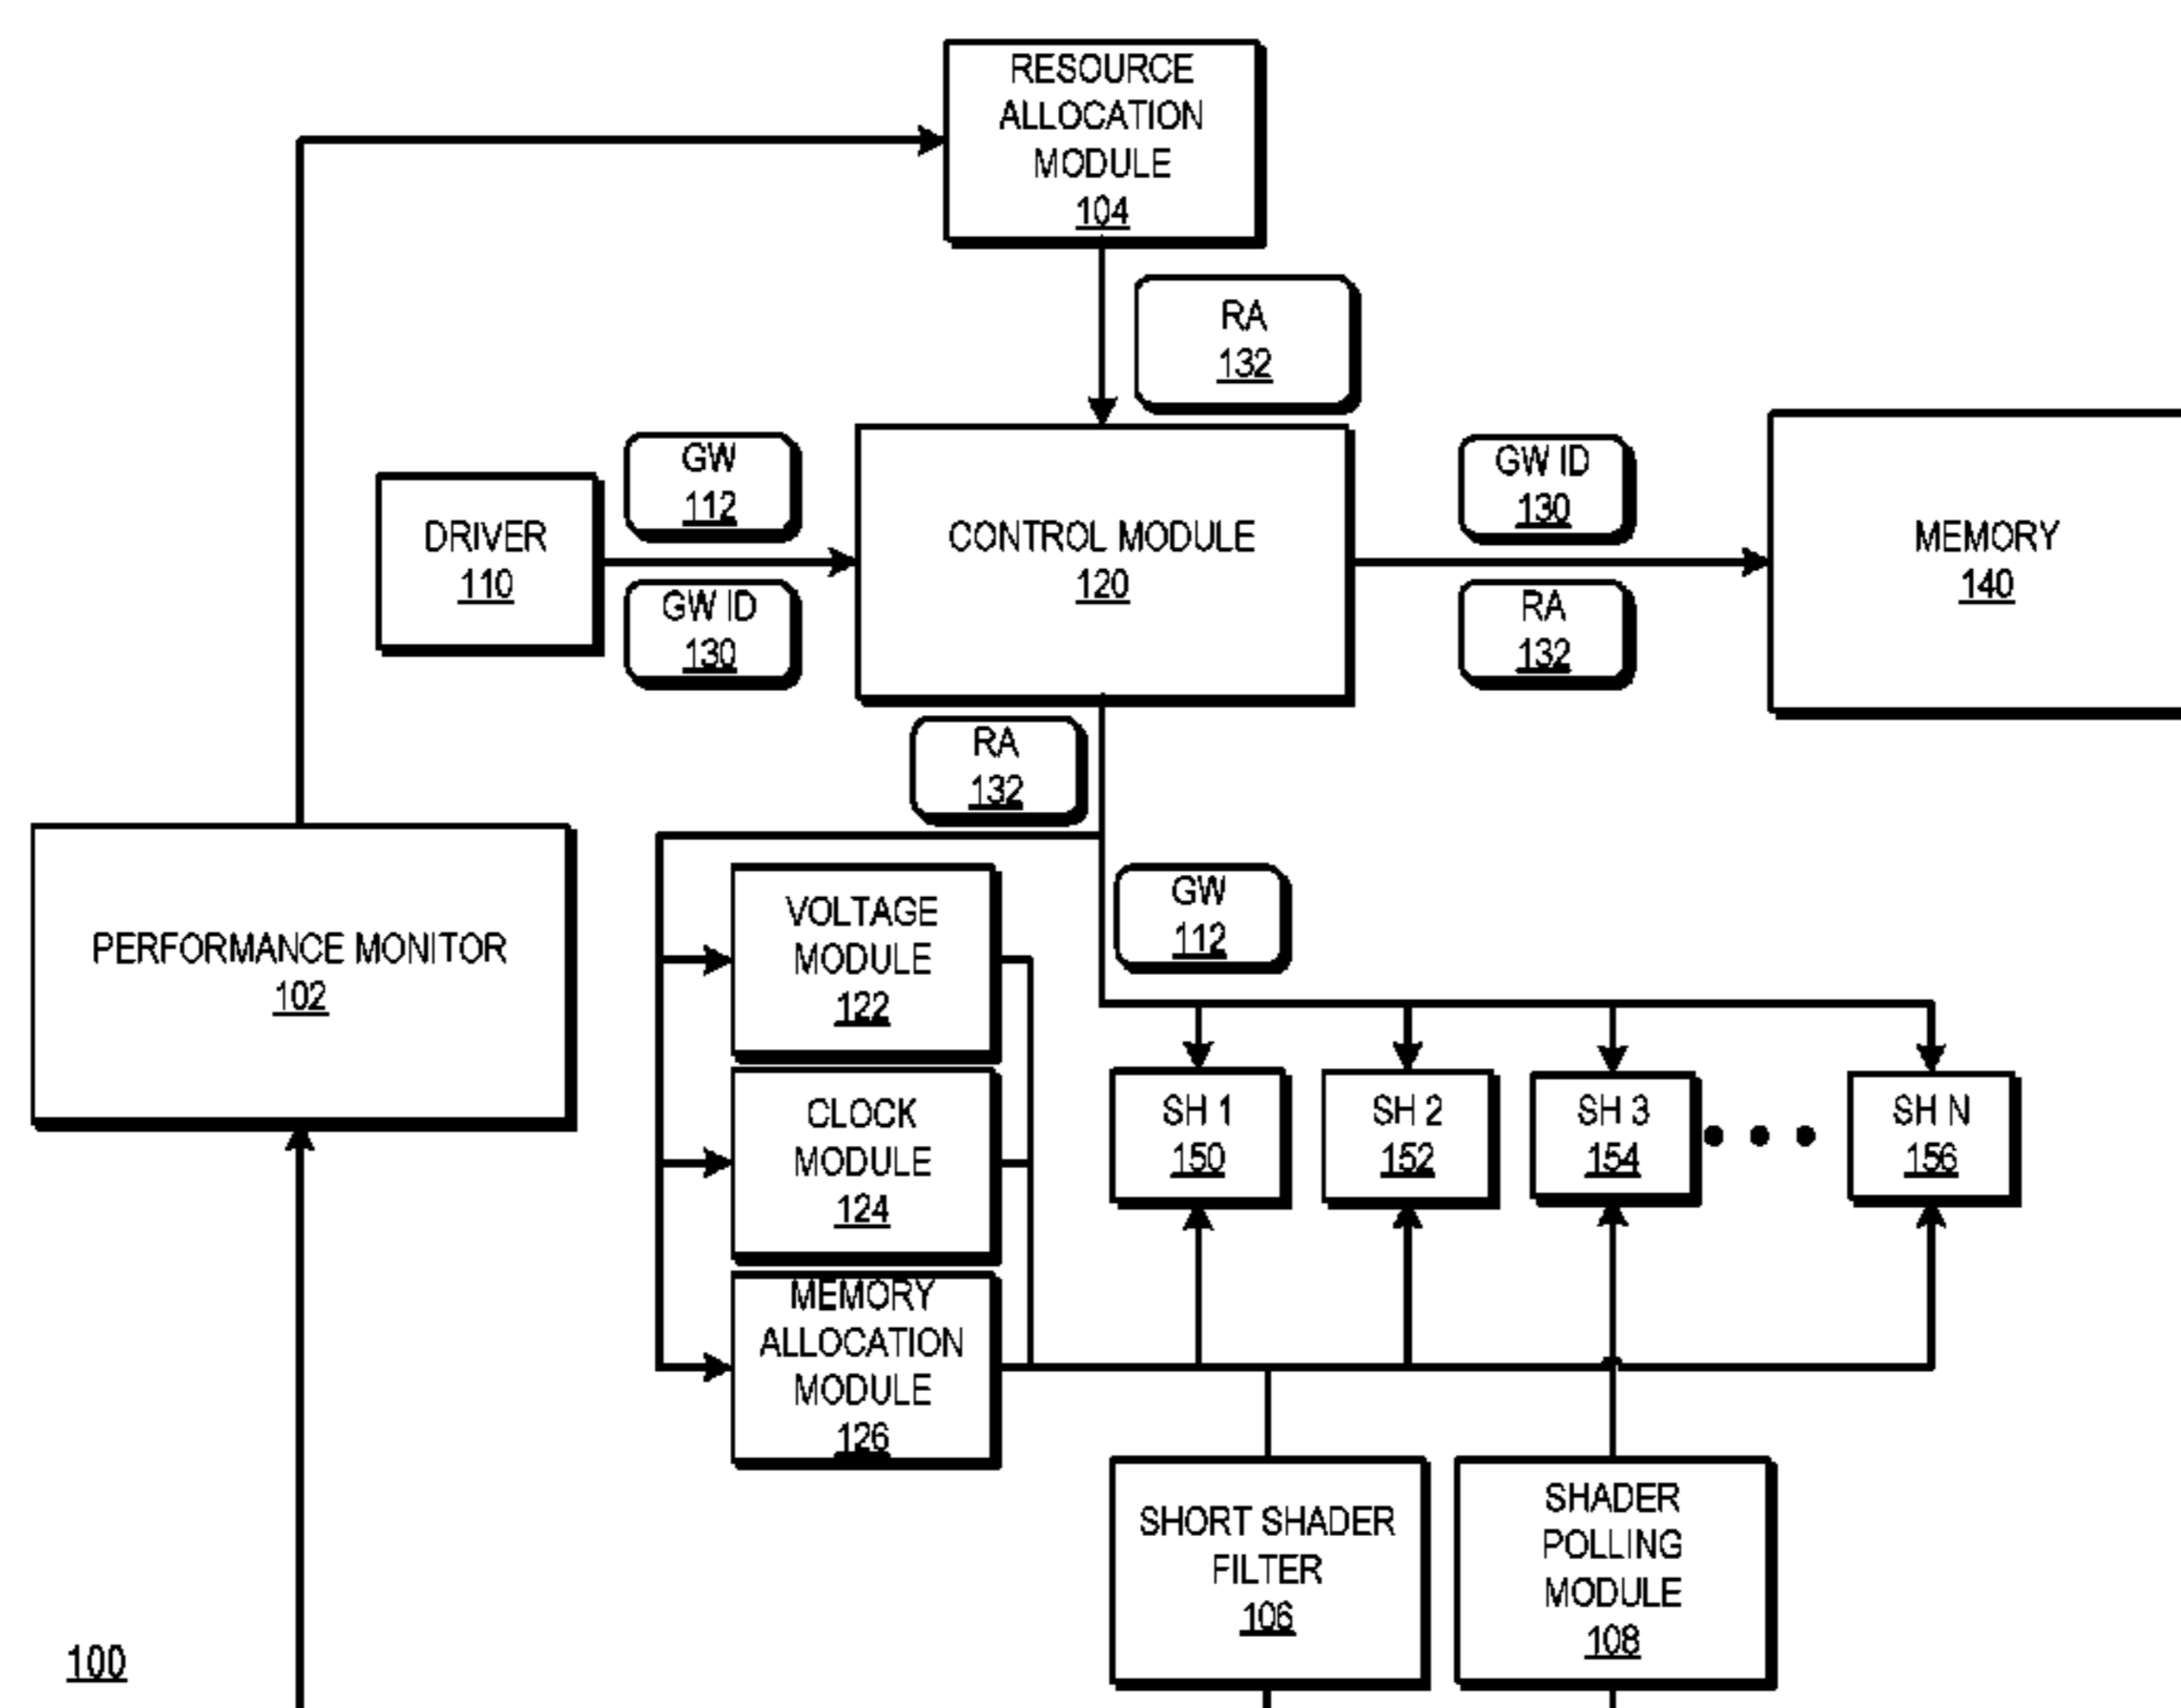 RESOURCE
ALLOCATION
MODULE
104
RA
132
GW
112
GW ID
130
DRIVER
110
CONTROL MODULE
120
MEMORY
140
GW ID
130
RA
132
RA
132
PERFORMANCE MONITOR
102
VOLTAGE
MODULE
122
GW
112
CLOCK
MODULE
124
SH 1
150
SH 2
152
SH 3
154
SH N
156
MEMORY
ALLOCATION
MODULE
126
SHORT SHADER
FILTER
106
SHADER
POLLING
MODULE
108
100